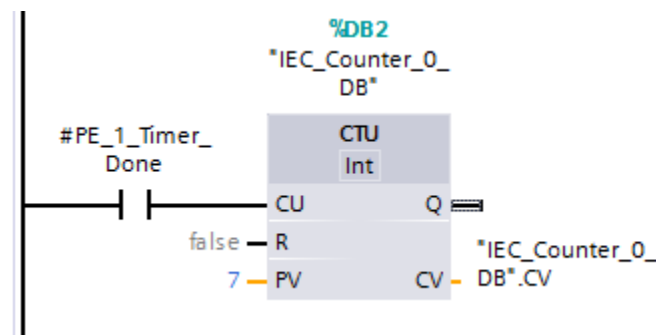 %DB2
"IEC_Counter_0_
DB"
#PE_1_Timer_
Done
CTU
Int
CU Q
false R
"IEC_Counter_0_
7 PV CV DB".CV